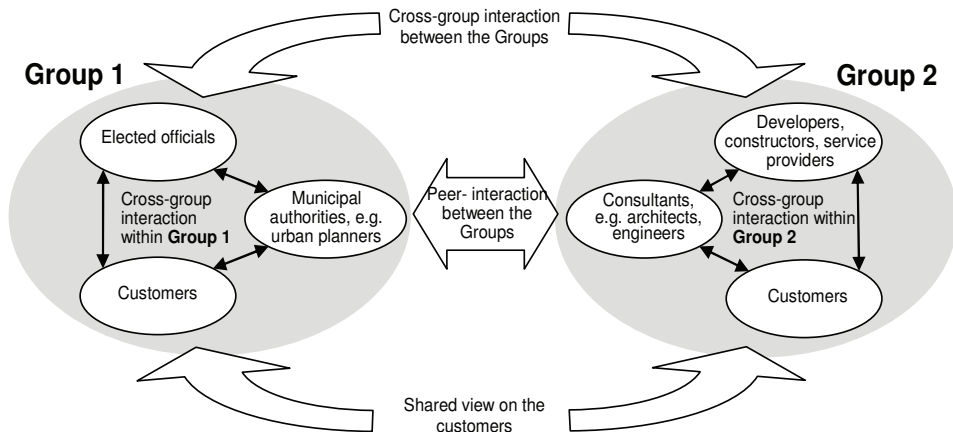 Cross-group interaction
between the Groups
Group 1
Group 2
Elected officials
Cross-group
interaction
within Group 1
Municipal
authorities, e.g.
urban planners
Customers
Peer- interaction
between the
Groups
Developers,
constructors, service
providers
Consultants,
e.g. architects,
engineers
Cross-group
interaction within
Group 2
Customers
Shared view on the
customers